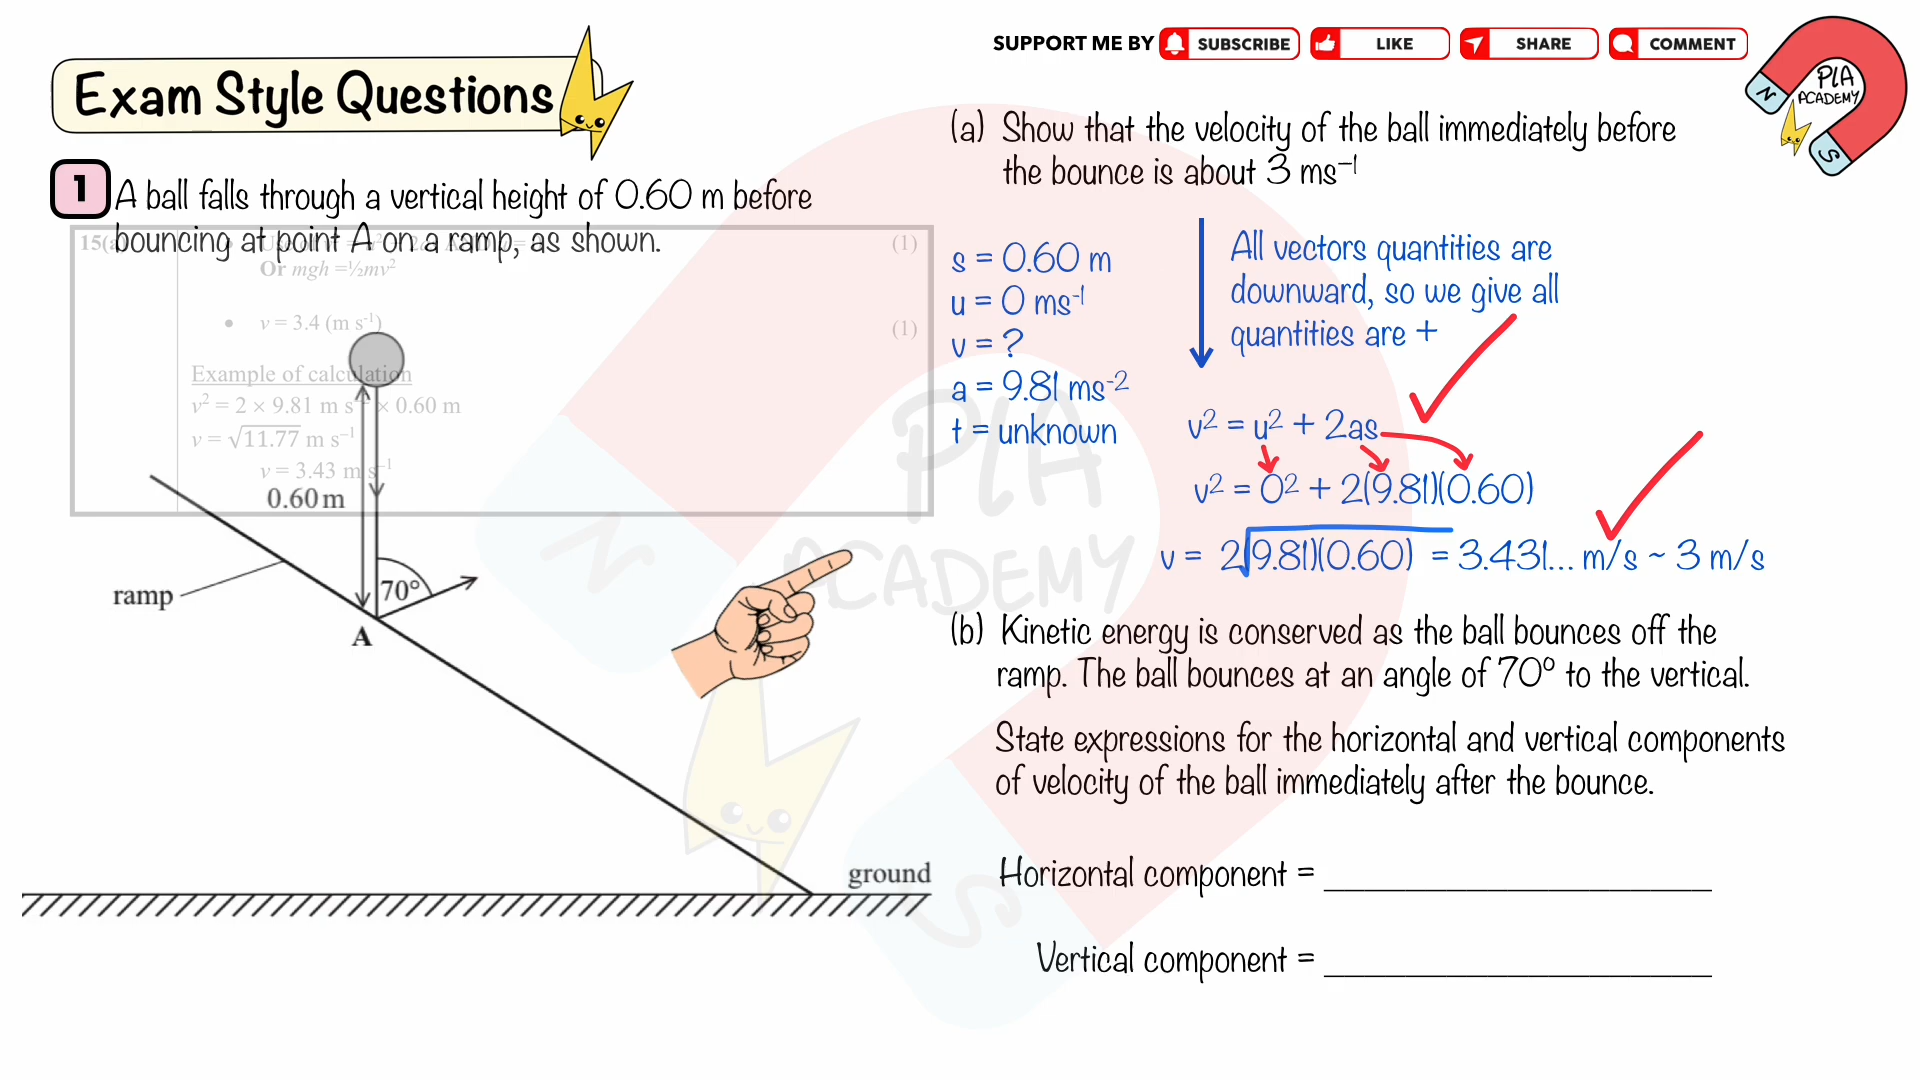 SUPPORT ME BY SUBSCRIBE LIKE SHARE COMMENT
PLA
ACADEMY
N
S
Exam Style Questions
1 A ball falls through a vertical height of 0.60 m before
bouncing at point A on a ramp, as shown.
15(a
(1)
Or mgh =½mv²
• v = 3.4 (m s⁻¹)
(1)
Example of calculation
v² = 2 × 9.81 m s × 0.60 m
v = √11.77 m s⁻¹
v = 3.43 m s⁻¹
0.60 m
70°
ramp
A
ground
(a) Show that the velocity of the ball immediately before
the bounce is about 3 ms⁻¹
s = 0.60 m
u = 0 ms⁻¹
v = ?
a = 9.81 ms⁻²
t = unknown
All vectors quantities are
downward, so we give all
quantities are +
v² = u² + 2as
v² = 0² + 2(9.81)(0.60)
v = 2√(9.81)(0.60) = 3.431... m/s ~ 3 m/s
(b) Kinetic energy is conserved as the ball bounces off the
ramp. The ball bounces at an angle of 70° to the vertical.
State expressions for the horizontal and vertical components
of velocity of the ball immediately after the bounce.
Horizontal component = ____________________
Vertical component = ____________________
PLA
ACADEMY
N
S